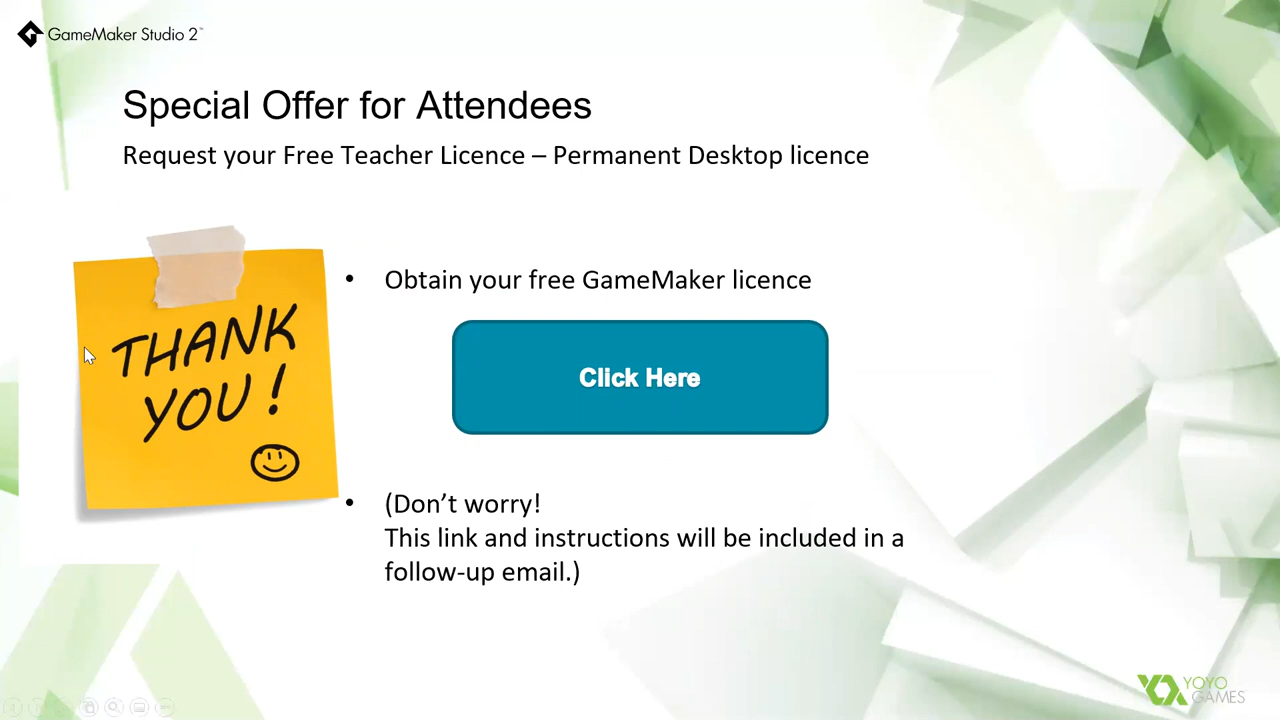 GameMaker Studio 2™
Special Offer for Attendees
Request your Free Teacher Licence – Permanent Desktop licence
THANK
YOU !
• Obtain your free GameMaker licence
Click Here
• (Don’t worry!
This link and instructions will be included in a
follow-up email.)
YOYO
GAMES